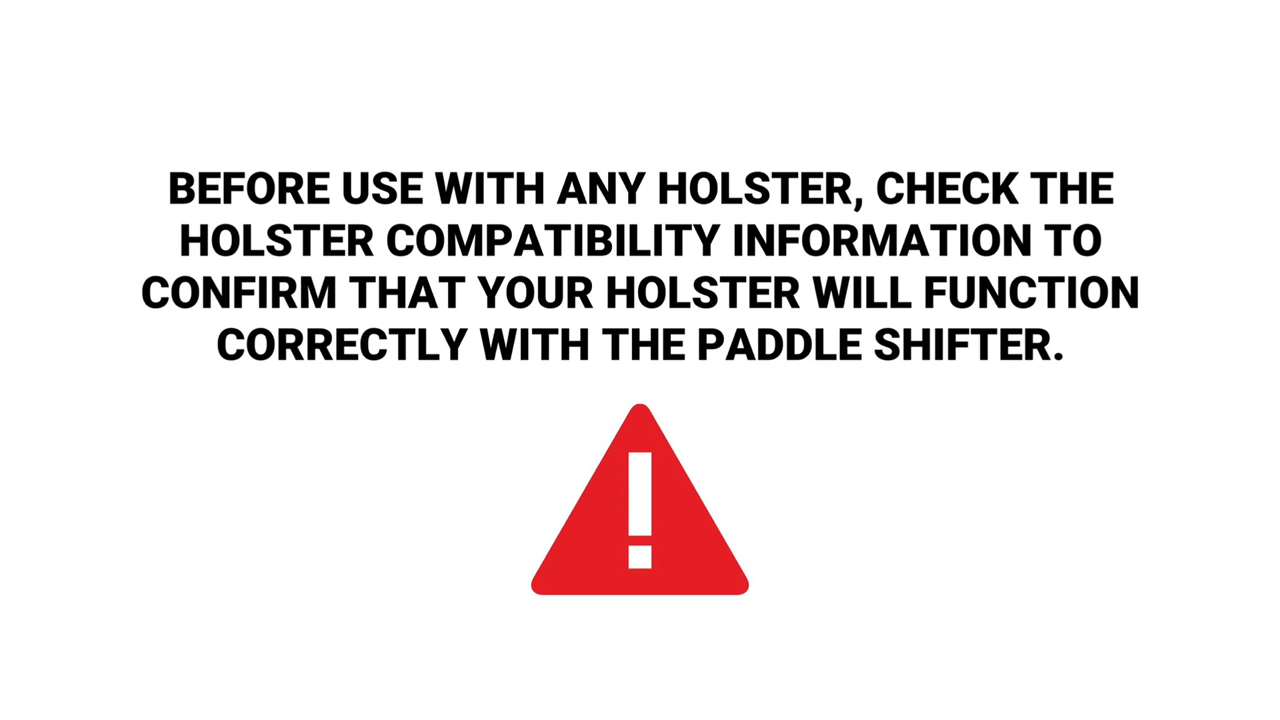 BEFORE USE WITH ANY HOLSTER, CHECK THE
HOLSTER COMPATIBILITY INFORMATION TO
CONFIRM THAT YOUR HOLSTER WILL FUNCTION
CORRECTLY WITH THE PADDLE SHIFTER.
!